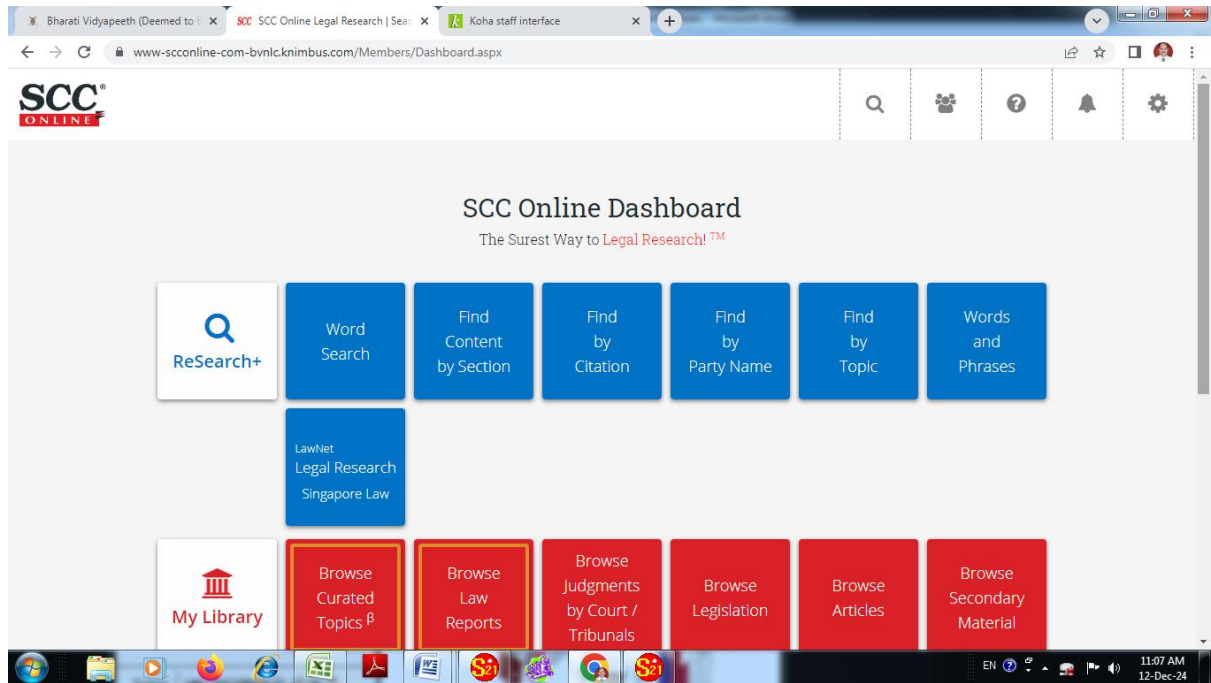 Bharati Vidyapeeth (Deemed to b
SCC SCC Online Legal Research | Sear
k Koha staff interface
www-scconline-com-bvnlc.knimbus.com/Members/Dashboard.aspx
SCC®
ONLINE
SCC Online Dashboard
The Surest Way to Legal Research! TM
ReSearch+
Word
Search
Find
Content
by Section
Find
by
Citation
Find
by
Party Name
Find
by
Topic
Words
and
Phrases
LawNet
Legal Research
Singapore Law
My Library
Browse
Curated
Topics β
Browse
Law
Reports
Browse
Judgments
by Court /
Tribunals
Browse
Legislation
Browse
Articles
Browse
Secondary
Material
S21
S21
EN
11:07 AM
12-Dec-24